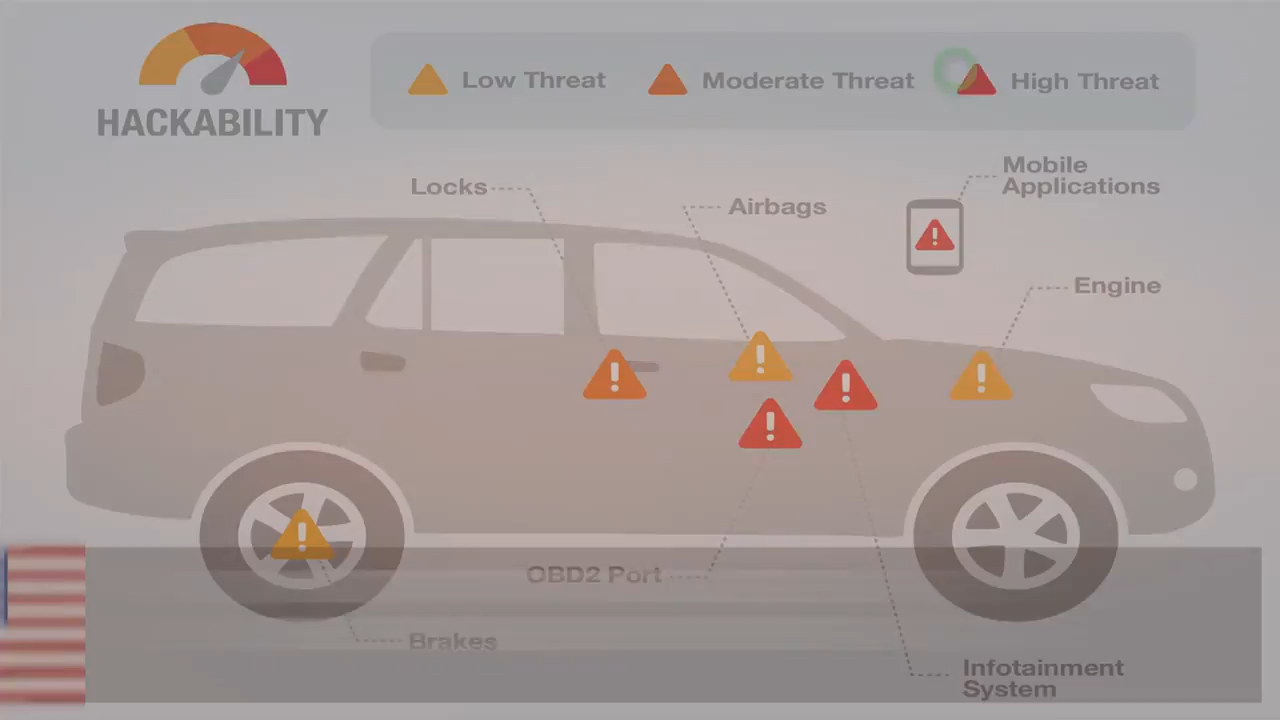 HACKABILITY
Low Threat
Moderate Threat
High Threat
Locks
Airbags
Mobile
Applications
Engine
OBD2 Port
Brakes
Infotainment
System